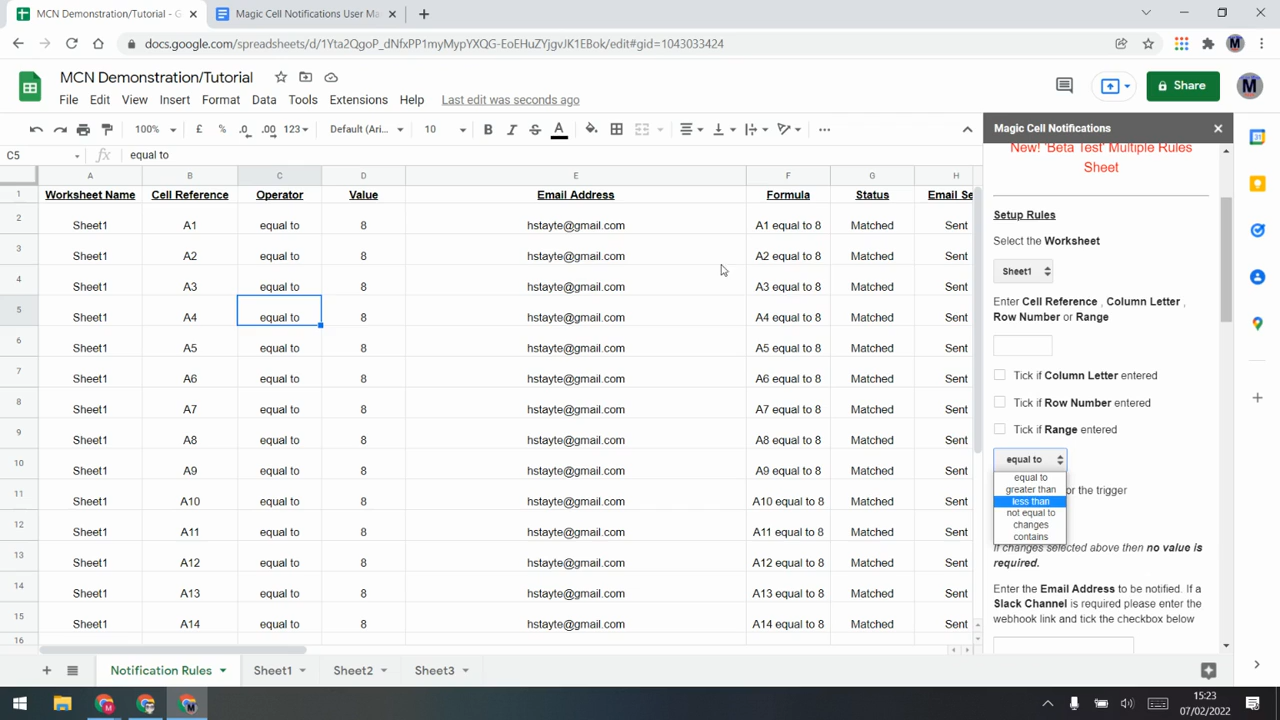 MCN Demonstration/Tutorial - G
Magic Cell Notifications User Ma
docs.google.com/spreadsheets/d/1Yta2QgoP_dNfxPP1myMypYXoG-EoEHuZYjgvJK1EBok/edit#gid=1043033424
MCN Demonstration/Tutorial
File Edit View Insert Format Data Tools Extensions Help Last edit was seconds ago
Share
100% £ % .0 .00 123 Default (Ari... 10 B I S A
C5 fx equal to
A B C D E F G H
1 Worksheet Name Cell Reference Operator Value Email Address Formula Status Email Se
2 Sheet1 A1 equal to 8 hstayte@gmail.com A1 equal to 8 Matched Sent
3 Sheet1 A2 equal to 8 hstayte@gmail.com A2 equal to 8 Matched Sent
4 Sheet1 A3 equal to 8 hstayte@gmail.com A3 equal to 8 Matched Sent
5 Sheet1 A4 equal to 8 hstayte@gmail.com A4 equal to 8 Matched Sent
6 Sheet1 A5 equal to 8 hstayte@gmail.com A5 equal to 8 Matched Sent
7 Sheet1 A6 equal to 8 hstayte@gmail.com A6 equal to 8 Matched Sent
8 Sheet1 A7 equal to 8 hstayte@gmail.com A7 equal to 8 Matched Sent
9 Sheet1 A8 equal to 8 hstayte@gmail.com A8 equal to 8 Matched Sent
10 Sheet1 A9 equal to 8 hstayte@gmail.com A9 equal to 8 Matched Sent
11 Sheet1 A10 equal to 8 hstayte@gmail.com A10 equal to 8 Matched Sent
12 Sheet1 A11 equal to 8 hstayte@gmail.com A11 equal to 8 Matched Sent
13 Sheet1 A12 equal to 8 hstayte@gmail.com A12 equal to 8 Matched Sent
14 Sheet1 A13 equal to 8 hstayte@gmail.com A13 equal to 8 Matched Sent
15 Sheet1 A14 equal to 8 hstayte@gmail.com A14 equal to 8 Matched Sent
16
Notification Rules Sheet1 Sheet2 Sheet3
Magic Cell Notifications
New! 'Beta Test' Multiple Rules
Sheet
Setup Rules
Select the Worksheet
Sheet1
Enter Cell Reference , Column Letter ,
Row Number or Range
Tick if Column Letter entered
Tick if Row Number entered
Tick if Range entered
equal to
equal to
greater than
or the trigger
less than
not equal to
changes
contains
If changes selected above then no value is
required.
Enter the Email Address to be notified. If a
Slack Channel is required please enter the
webhook link and tick the checkbox below
15:23
07/02/2022